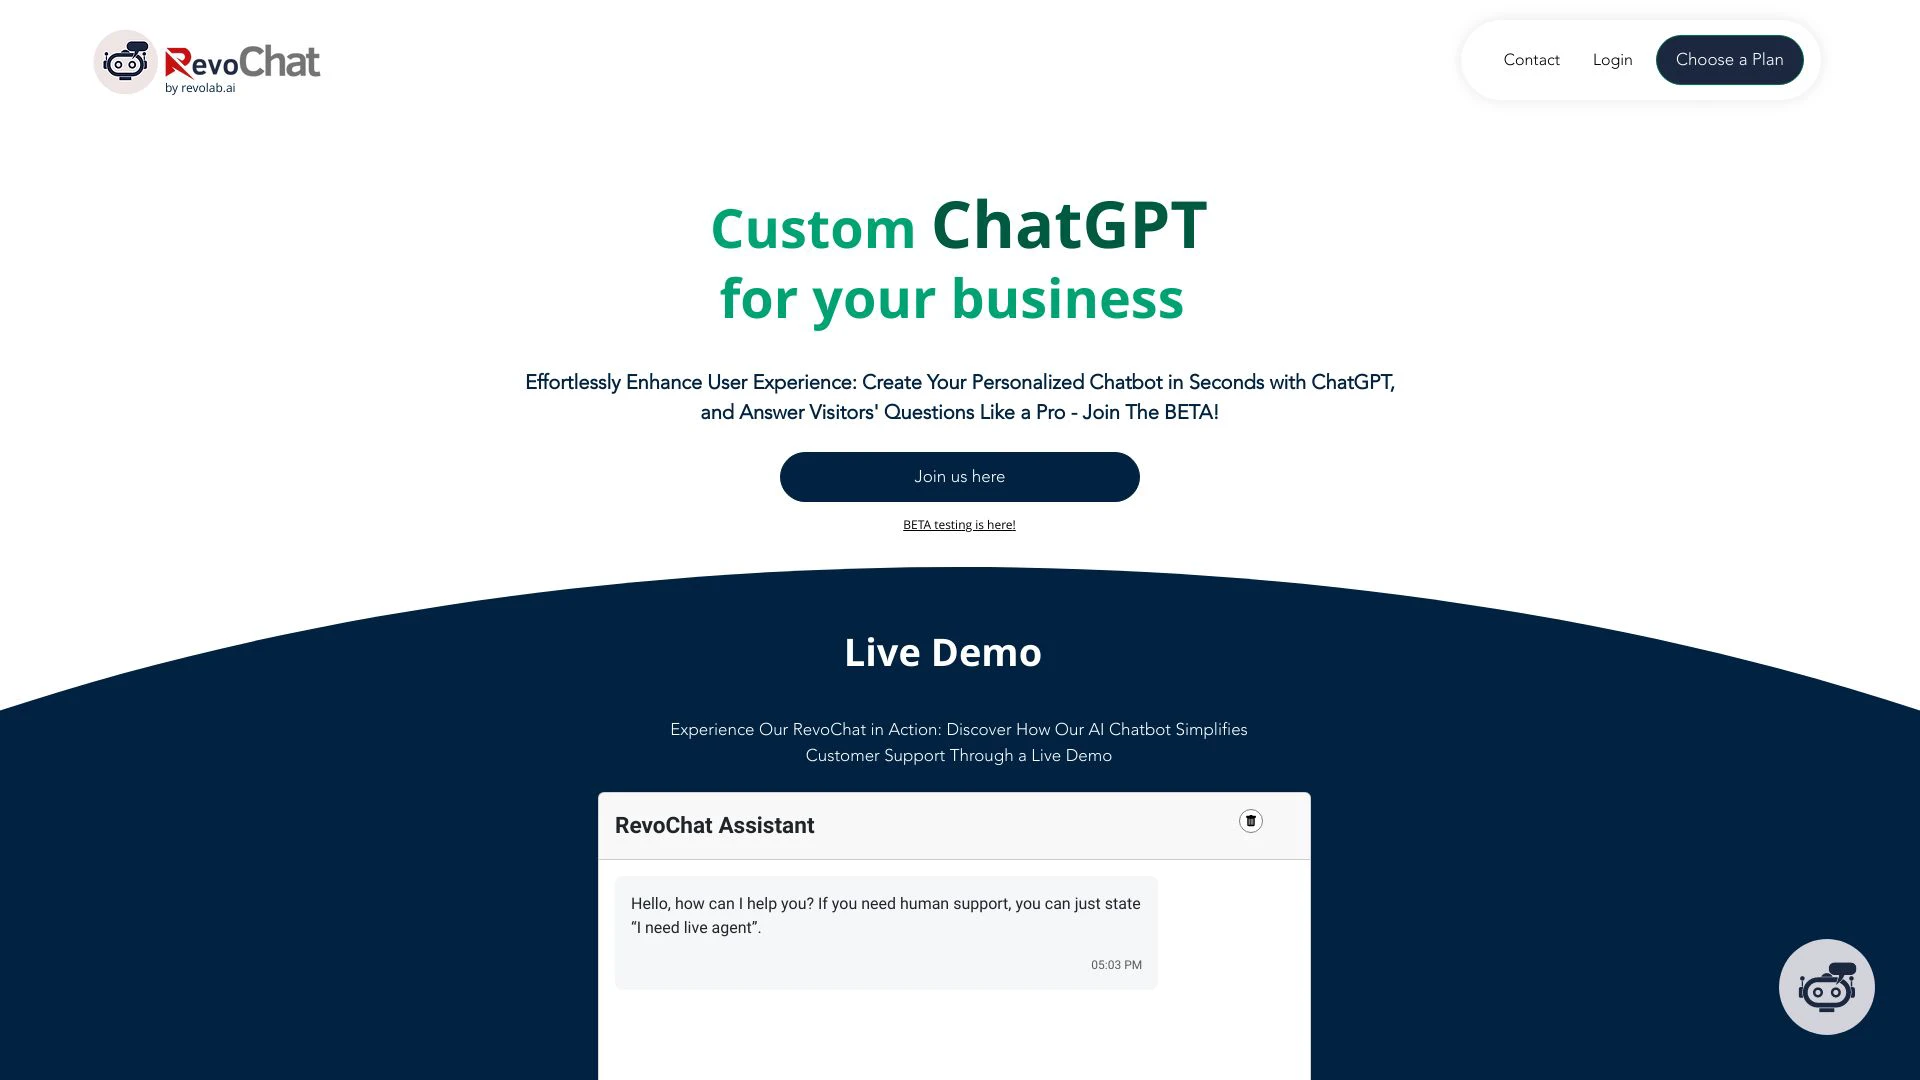 RevoChat
by revolab.ai
Contact
Login
Choose a Plan
Custom ChatGPT
for your business
Effortlessly Enhance User Experience: Create Your Personalized Chatbot in Seconds with ChatGPT,
and Answer Visitors' Questions Like a Pro - Join The BETA!
Join us here
BETA testing is here!
Live Demo
Experience Our RevoChat in Action: Discover How Our AI Chatbot Simplifies
Customer Support Through a Live Demo
RevoChat Assistant
Hello, how can I help you? If you need human support, you can just state
“I need live agent”.
05:03 PM